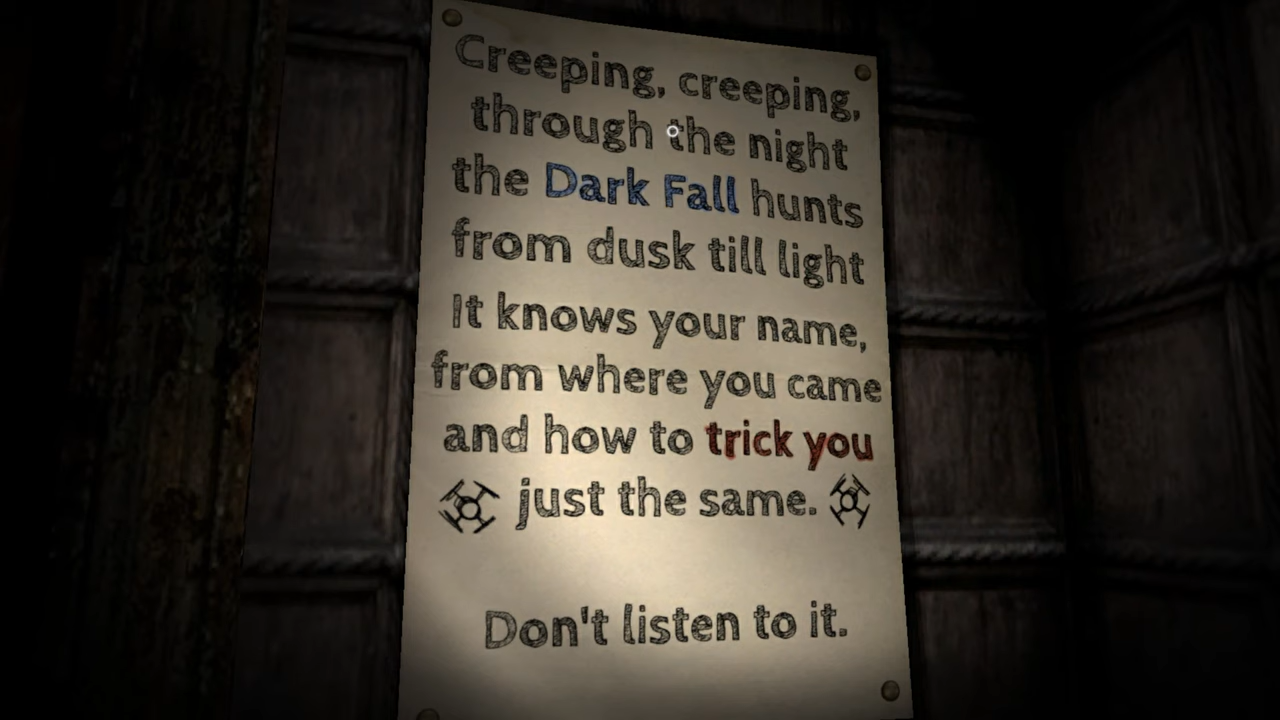 Creeping, creeping,
through the night
the Dark Fall hunts
from dusk till light
It knows your name,
from where you came
and how to trick you
just the same.
Don't listen to it.